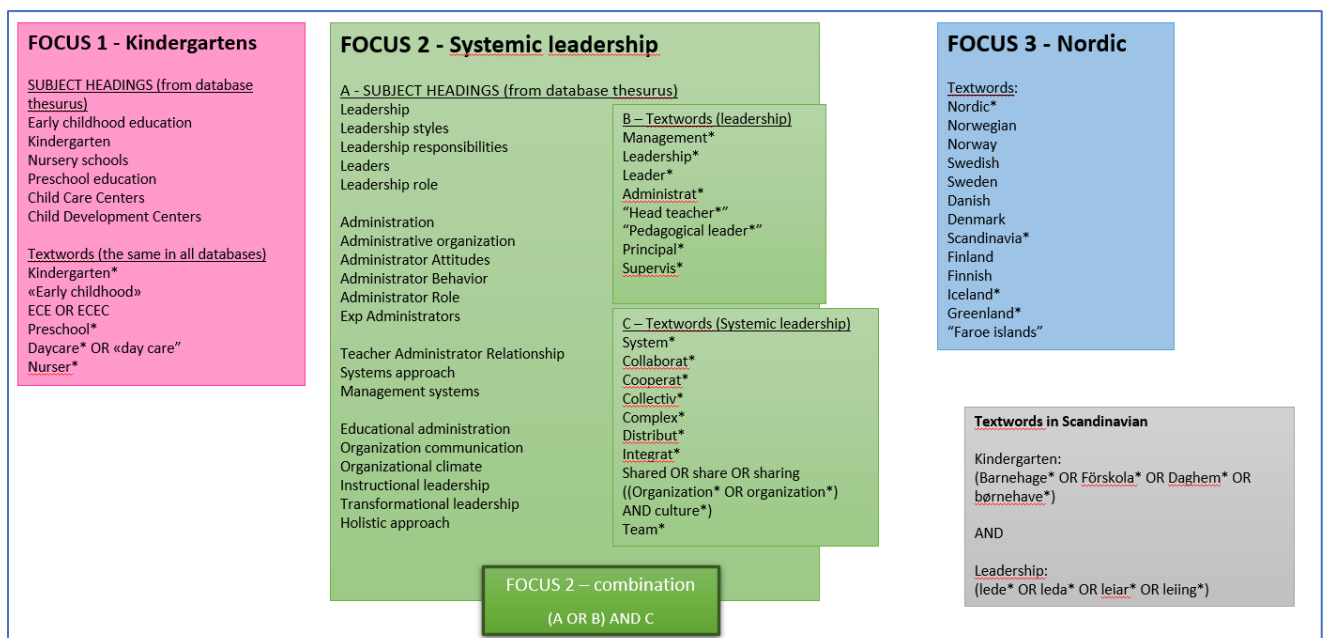 FOCUS 1 - Kindergartens
SUBJECT HEADINGS (from database
thesurus)
Early childhood education
Kindergarten
Nursery schools
Preschool education
Child Care Centers
Child Development Centers
Textwords (the same in all databases)
Kindergarten*
«Early childhood»
ECE OR ECEC
Preschool*
Daycare* OR «day care”
Nurser*
FOCUS 2 - Systemic leadership
A - SUBJECT HEADINGS (from database thesurus)
Leadership
Leadership styles
Leadership responsibilities
Leaders
Leadership role
Administration
Administrative organization
Administrator Attitudes
Administrator Behavior
Administrator Role
Exp Administrators
Teacher Administrator Relationship
Systems approach
Management systems
Educational administration
Organization communication
Organizational climate
Instructional leadership
Transformational leadership
Holistic approach
B – Textwords (leadership)
Management*
Leadership*
Leader*
Administrat*
“Head teacher*”
“Pedagogical leader*”
Principal*
Supervis*
C – Textwords (Systemic leadership)
System*
Collaborat*
Cooperat*
Collectiv*
Complex*
Distribut*
Integrat*
Shared OR share OR sharing
((Organization* OR organization*)
AND culture*)
Team*
FOCUS 2 – combination
(A OR B) AND C
FOCUS 3 - Nordic
Textwords:
Nordic*
Norwegian
Norway
Swedish
Sweden
Danish
Denmark
Scandinavia*
Finland
Finnish
Iceland*
Greenland*
“Faroe islands”
Textwords in Scandinavian
Kindergarten:
(Barnehage* OR Förskola* OR Daghem* OR
børnehave*)
AND
Leadership:
(lede* OR leda* OR leiar* OR leiing*)